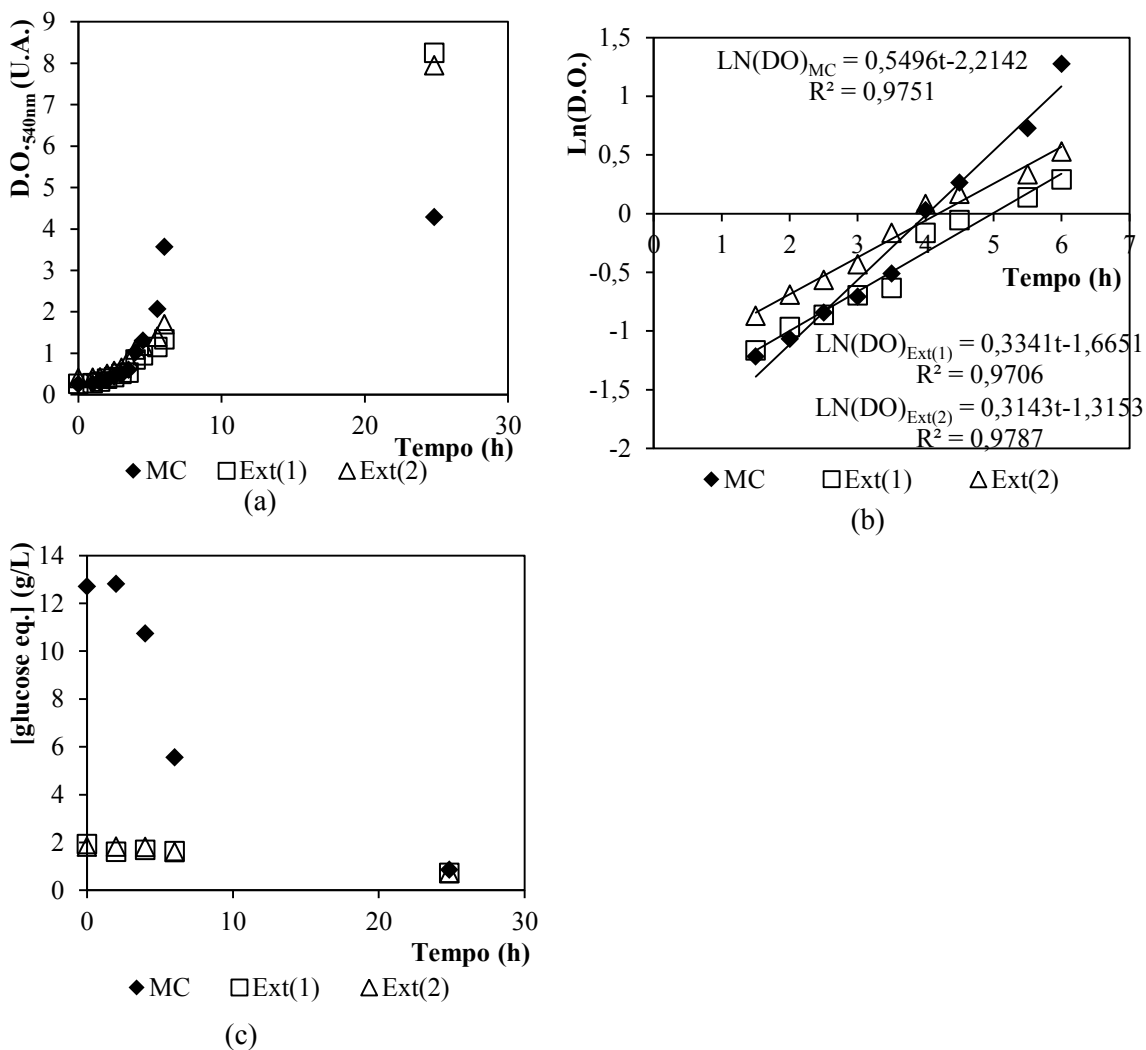 D.O.540nm (U.A.)
9
8
7
6
5
4
3
2
1
0
0
10
20
30
Tempo (h)
MC Ext(1) Ext(2)
(a)
Ln(D.O.)
1,5
1
0,5
0
-0,5
-1
-1,5
-2
0 1 2 3 4 5 6 7
Tempo (h)
LN(DO)MC = 0,5496t-2,2142
R² = 0,9751
LN(DO)Ext(1) = 0,3341t-1,6651
R² = 0,9706
LN(DO)Ext(2) = 0,3143t-1,3153
R² = 0,9787
MC Ext(1) Ext(2)
(b)
[glucose eq.] (g/L)
14
12
10
8
6
4
2
0
0 10 20 30
Tempo (h)
MC Ext(1) Ext(2)
(c)